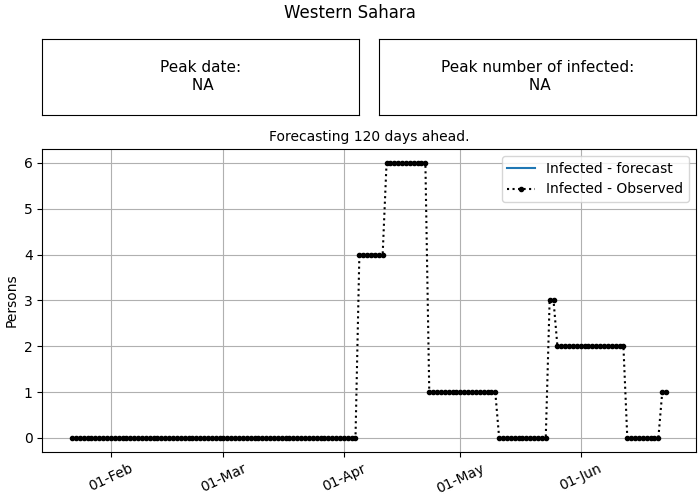 Western Sahara
Peak date:
NA
Peak number of infected:
NA
Forecasting 120 days ahead.
Infected - forecast
Infected - Observed
Persons
6
5
4
3
2
1
0
01-Feb
01-Mar
01-Apr
01-May
01-Jun